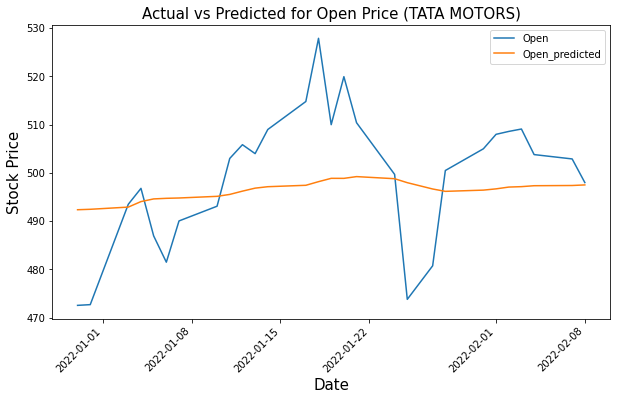 Actual vs Predicted for Open Price (TATA MOTORS)
Open
Open_predicted
Stock Price
530
520
510
500
490
480
470
2022-01-01
2022-01-08
2022-01-15
2022-01-22
2022-02-01
2022-02-08
Date